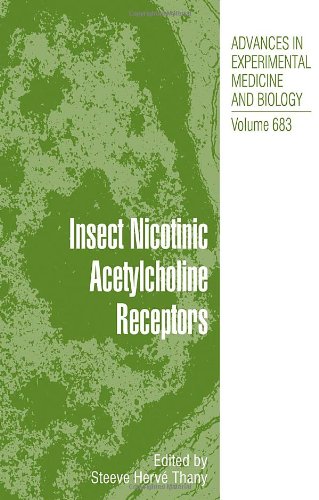 ADVANCES IN
EXPERIMENTAL
MEDICINE
AND BIOLOGY
Volume 683
Insect Nicotinic
Acetylcholine
Receptors
Edited by
Steeve Hervé Thany